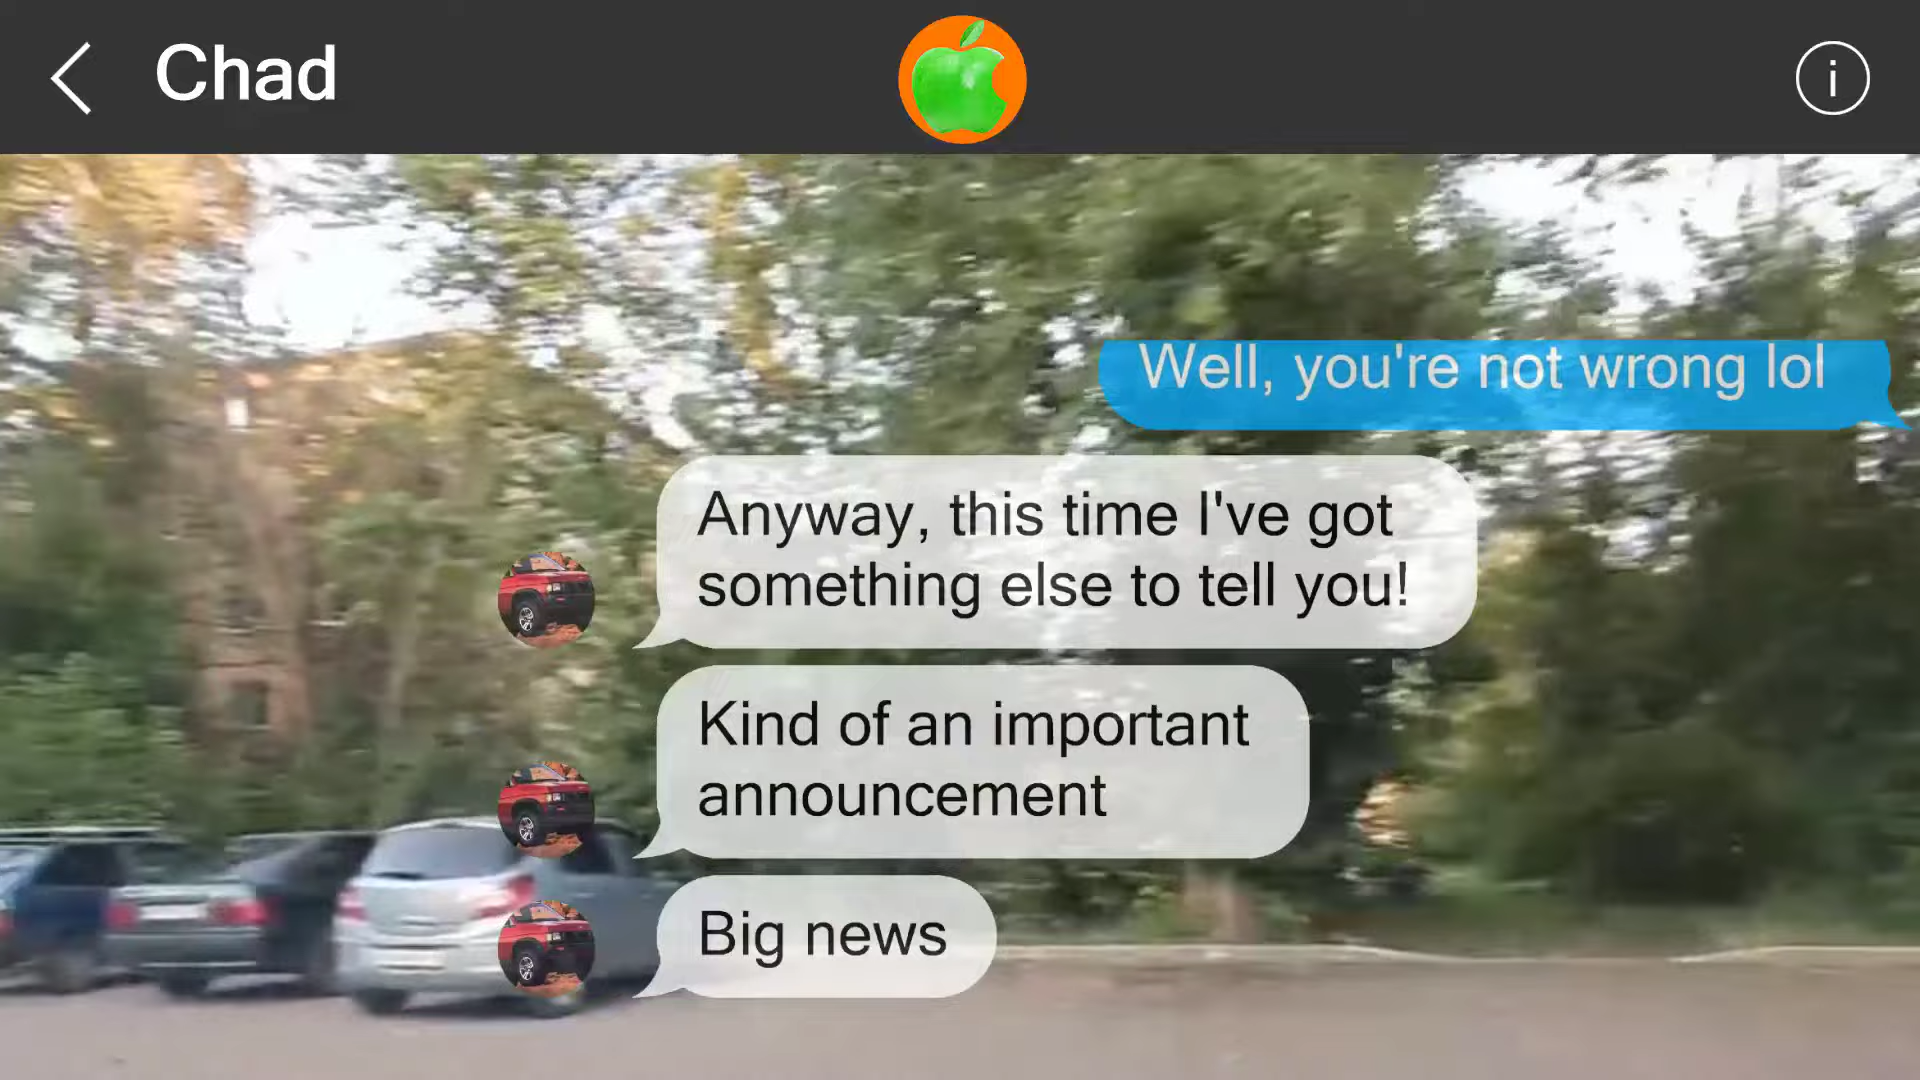 Chad
Well, you're not wrong lol
Anyway, this time I've got
something else to tell you!
Kind of an important
announcement
Big news